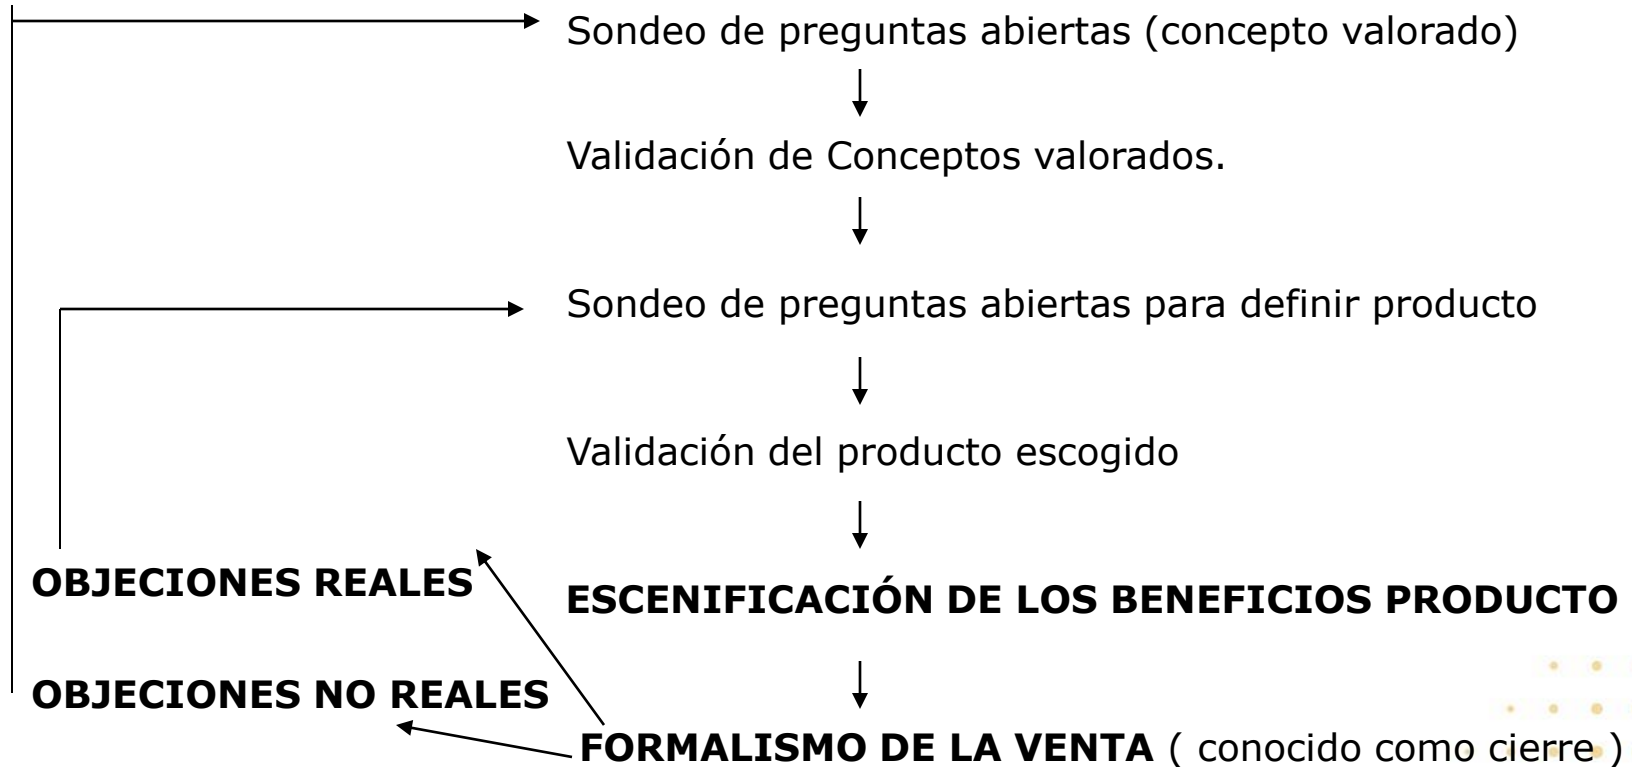 Sondeo de preguntas abiertas (concepto valorado)
Validación de Conceptos valorados.
Sondeo de preguntas abiertas para definir producto
Validación del producto escogido
OBJECIONES REALES
ESCENIFICACIÓN DE LOS BENEFICIOS PRODUCTO
OBJECIONES NO REALES
FORMALISMO DE LA VENTA ( conocido como cierre )